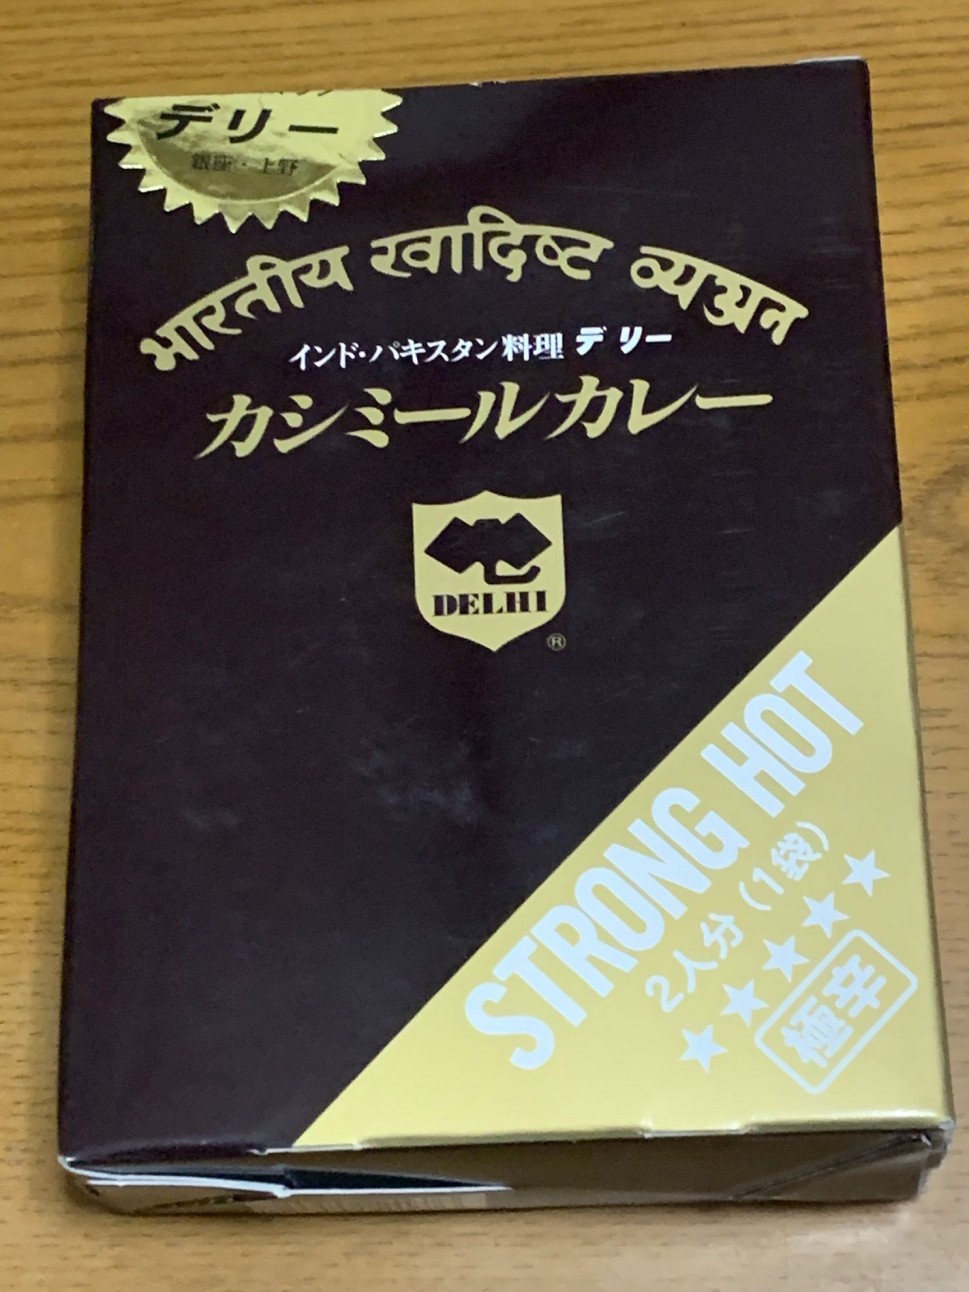 デリー
銀座・上野
भारतीय स्वादिष्ट व्यञ्जन
インド・パキスタン料理 デリー
カシミールカレー
DELHI
®
STRONG HOT
2人分(1袋)
★★★★★
極辛